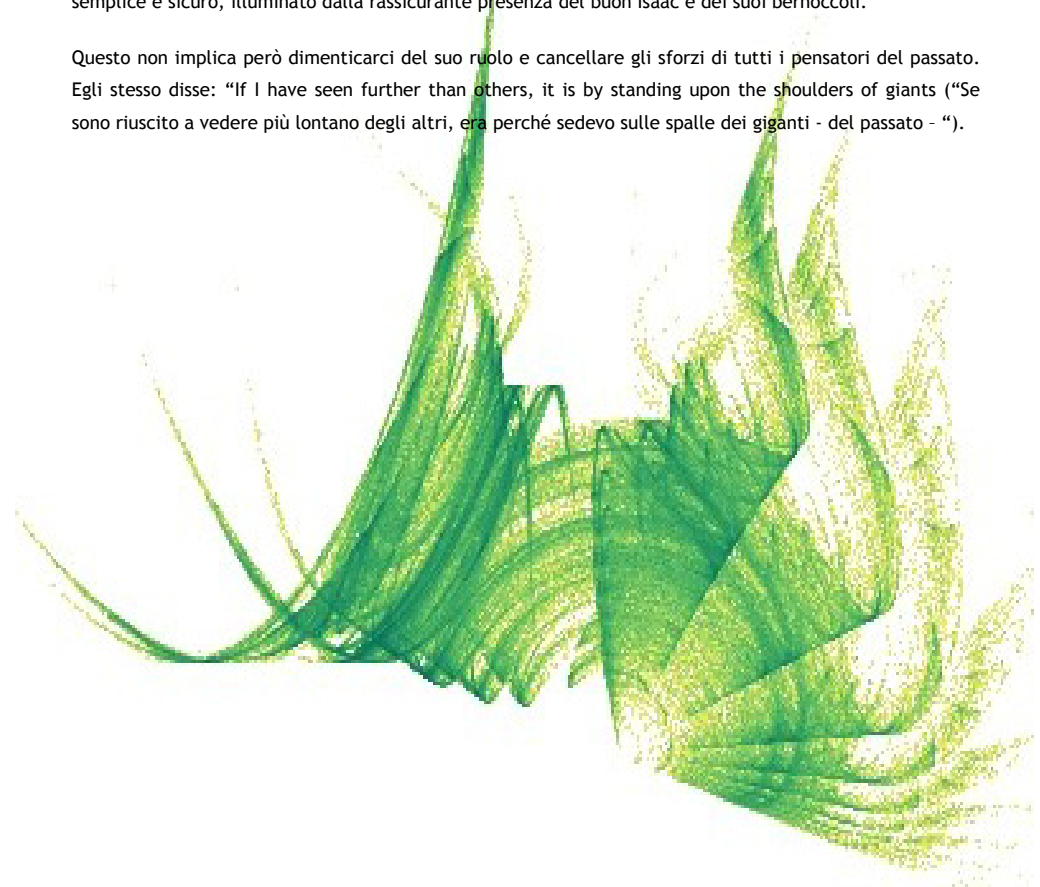 semplice e sicuro, illuminato dalla rassicurante presenza del buon Isaac e dei suoi bernoccoli.
Questo non implica però dimenticarci del suo ruolo e cancellare gli sforzi di tutti i pensatori del passato.
Egli stesso disse: “If I have seen further than others, it is by standing upon the shoulders of giants (“Se
sono riuscito a vedere più lontano degli altri, era perché sedevo sulle spalle dei giganti - del passato – “).